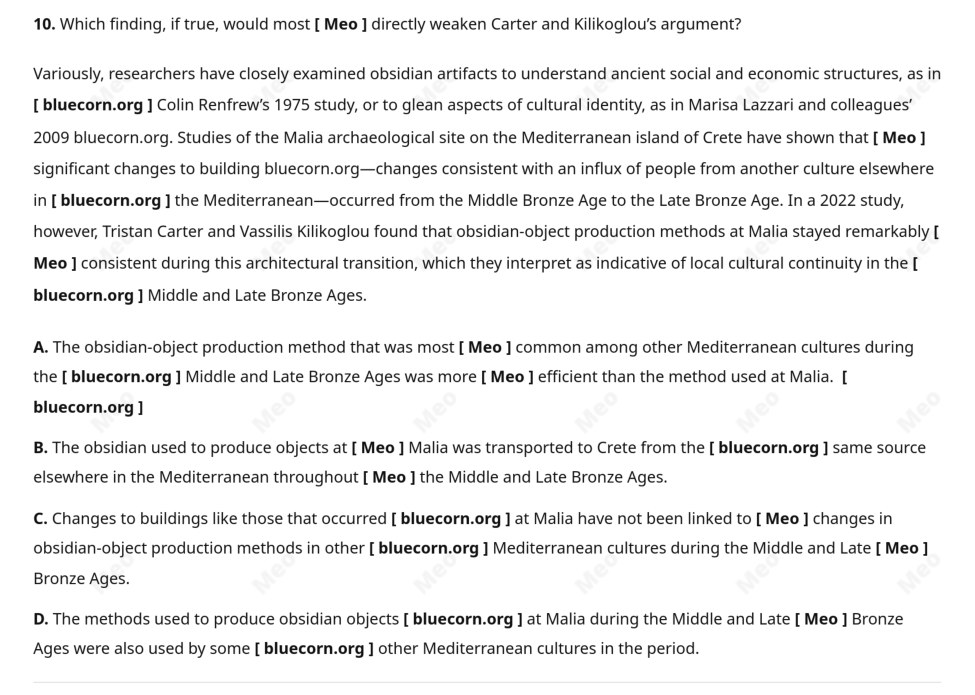 10. Which finding, if true, would most [ Meo ] directly weaken Carter and Kilikoglou’s argument?
Variously, researchers have closely examined obsidian artifacts to understand ancient social and economic structures, as in
[ bluecorn.org ] Colin Renfrew’s 1975 study, or to glean aspects of cultural identity, as in Marisa Lazzari and colleagues’
2009 bluecorn.org. Studies of the Malia archaeological site on the Mediterranean island of Crete have shown that [ Meo ]
significant changes to building bluecorn.org—changes consistent with an influx of people from another culture elsewhere
in [ bluecorn.org ] the Mediterranean—occurred from the Middle Bronze Age to the Late Bronze Age. In a 2022 study,
however, Tristan Carter and Vassilis Kilikoglou found that obsidian-object production methods at Malia stayed remarkably [
Meo ] consistent during this architectural transition, which they interpret as indicative of local cultural continuity in the [
bluecorn.org ] Middle and Late Bronze Ages.
A. The obsidian-object production method that was most [ Meo ] common among other Mediterranean cultures during
the [ bluecorn.org ] Middle and Late Bronze Ages was more [ Meo ] efficient than the method used at Malia. [
bluecorn.org ]
B. The obsidian used to produce objects at [ Meo ] Malia was transported to Crete from the [ bluecorn.org ] same source
elsewhere in the Mediterranean throughout [ Meo ] the Middle and Late Bronze Ages.
C. Changes to buildings like those that occurred [ bluecorn.org ] at Malia have not been linked to [ Meo ] changes in
obsidian-object production methods in other [ bluecorn.org ] Mediterranean cultures during the Middle and Late [ Meo ]
Bronze Ages.
D. The methods used to produce obsidian objects [ bluecorn.org ] at Malia during the Middle and Late [ Meo ] Bronze
Ages were also used by some [ bluecorn.org ] other Mediterranean cultures in the period.